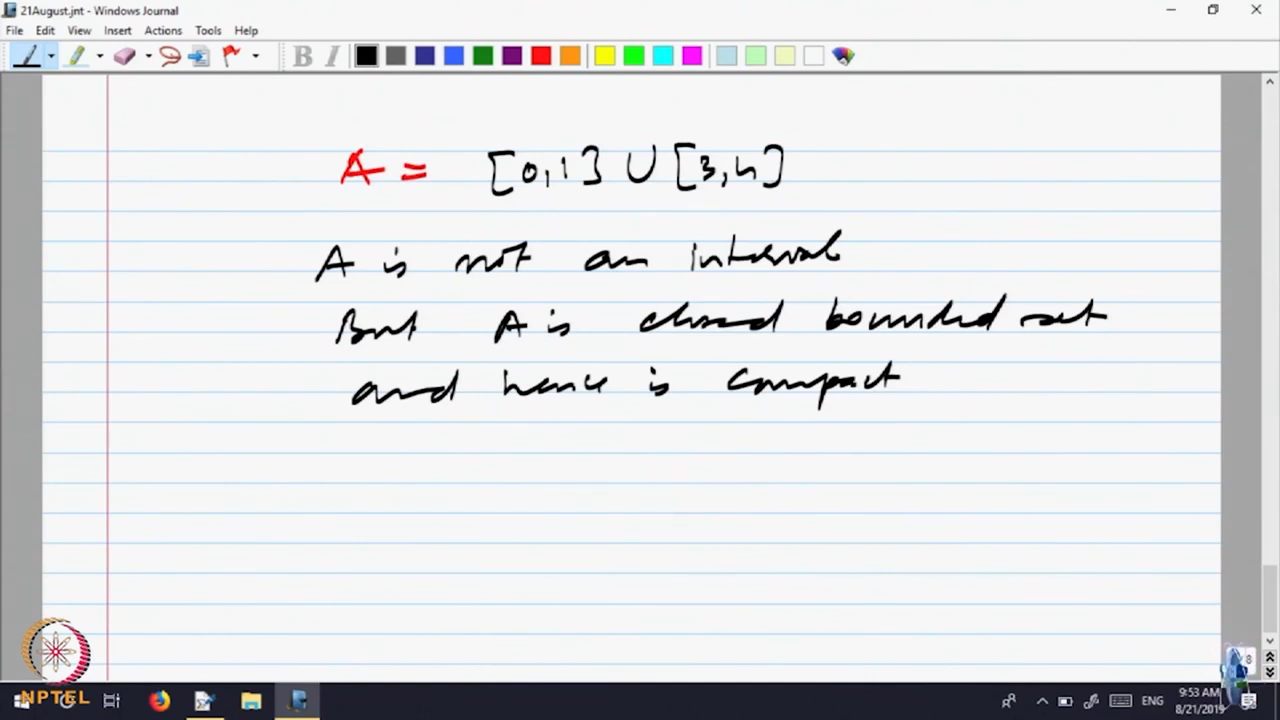 21August.jnt - Windows Journal
File Edit View Insert Actions Tools Help
B I
A = [0,1] ∪ [3,4]
A is not an interval
But A is closed bounded set
and hence is compact
8
NPTEL
ENG
9:53 AM
8/21/2019